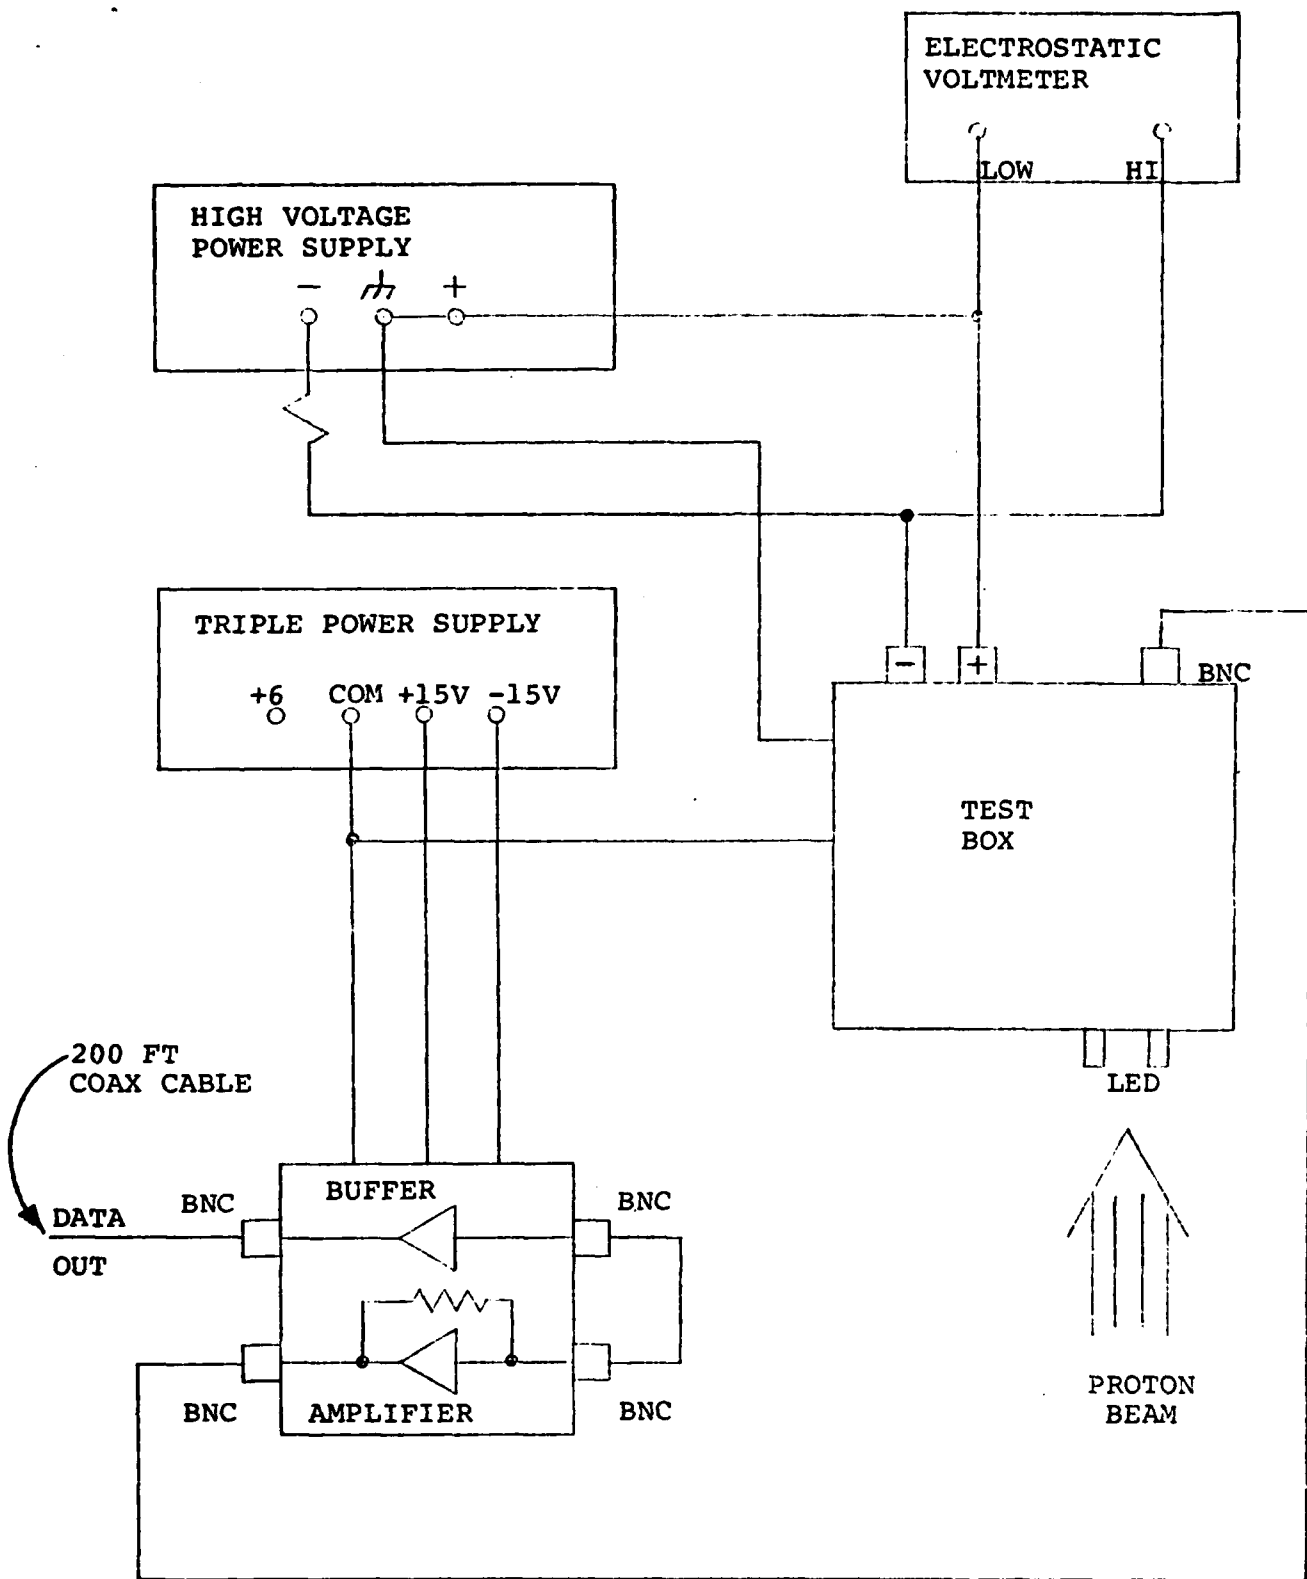 ELECTROSTATIC
VOLTMETER
LOW HI
HIGH VOLTAGE
POWER SUPPLY
- +
TRIPLE POWER SUPPLY
+6 COM +15V -15V
- +
BNC
TEST
BOX
LED
200 FT
COAX CABLE
BUFFER
BNC
BNC
DATA
OUT
BNC
AMPLIFIER
BNC
PROTON
BEAM